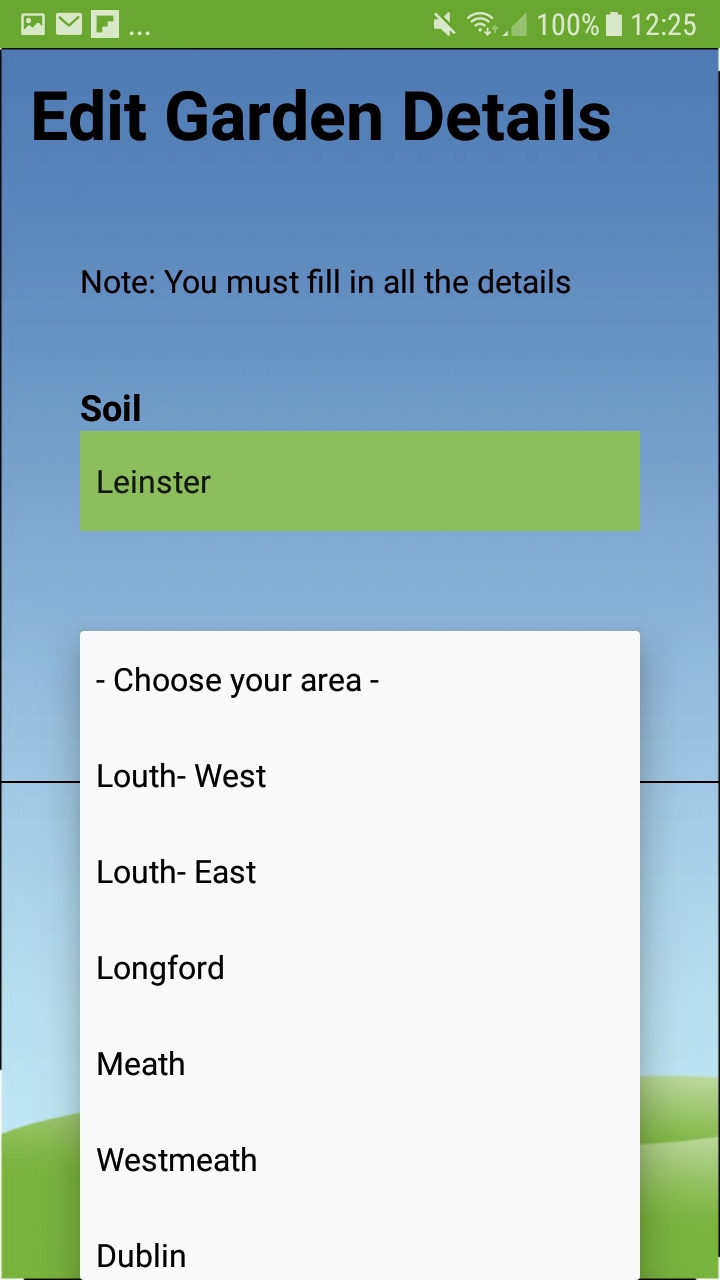 ... 100% 12:25
Edit Garden Details
Note: You must fill in all the details
Soil
Leinster
- Choose your area -
Louth- West
Louth- East
Longford
Meath
Westmeath
Dublin